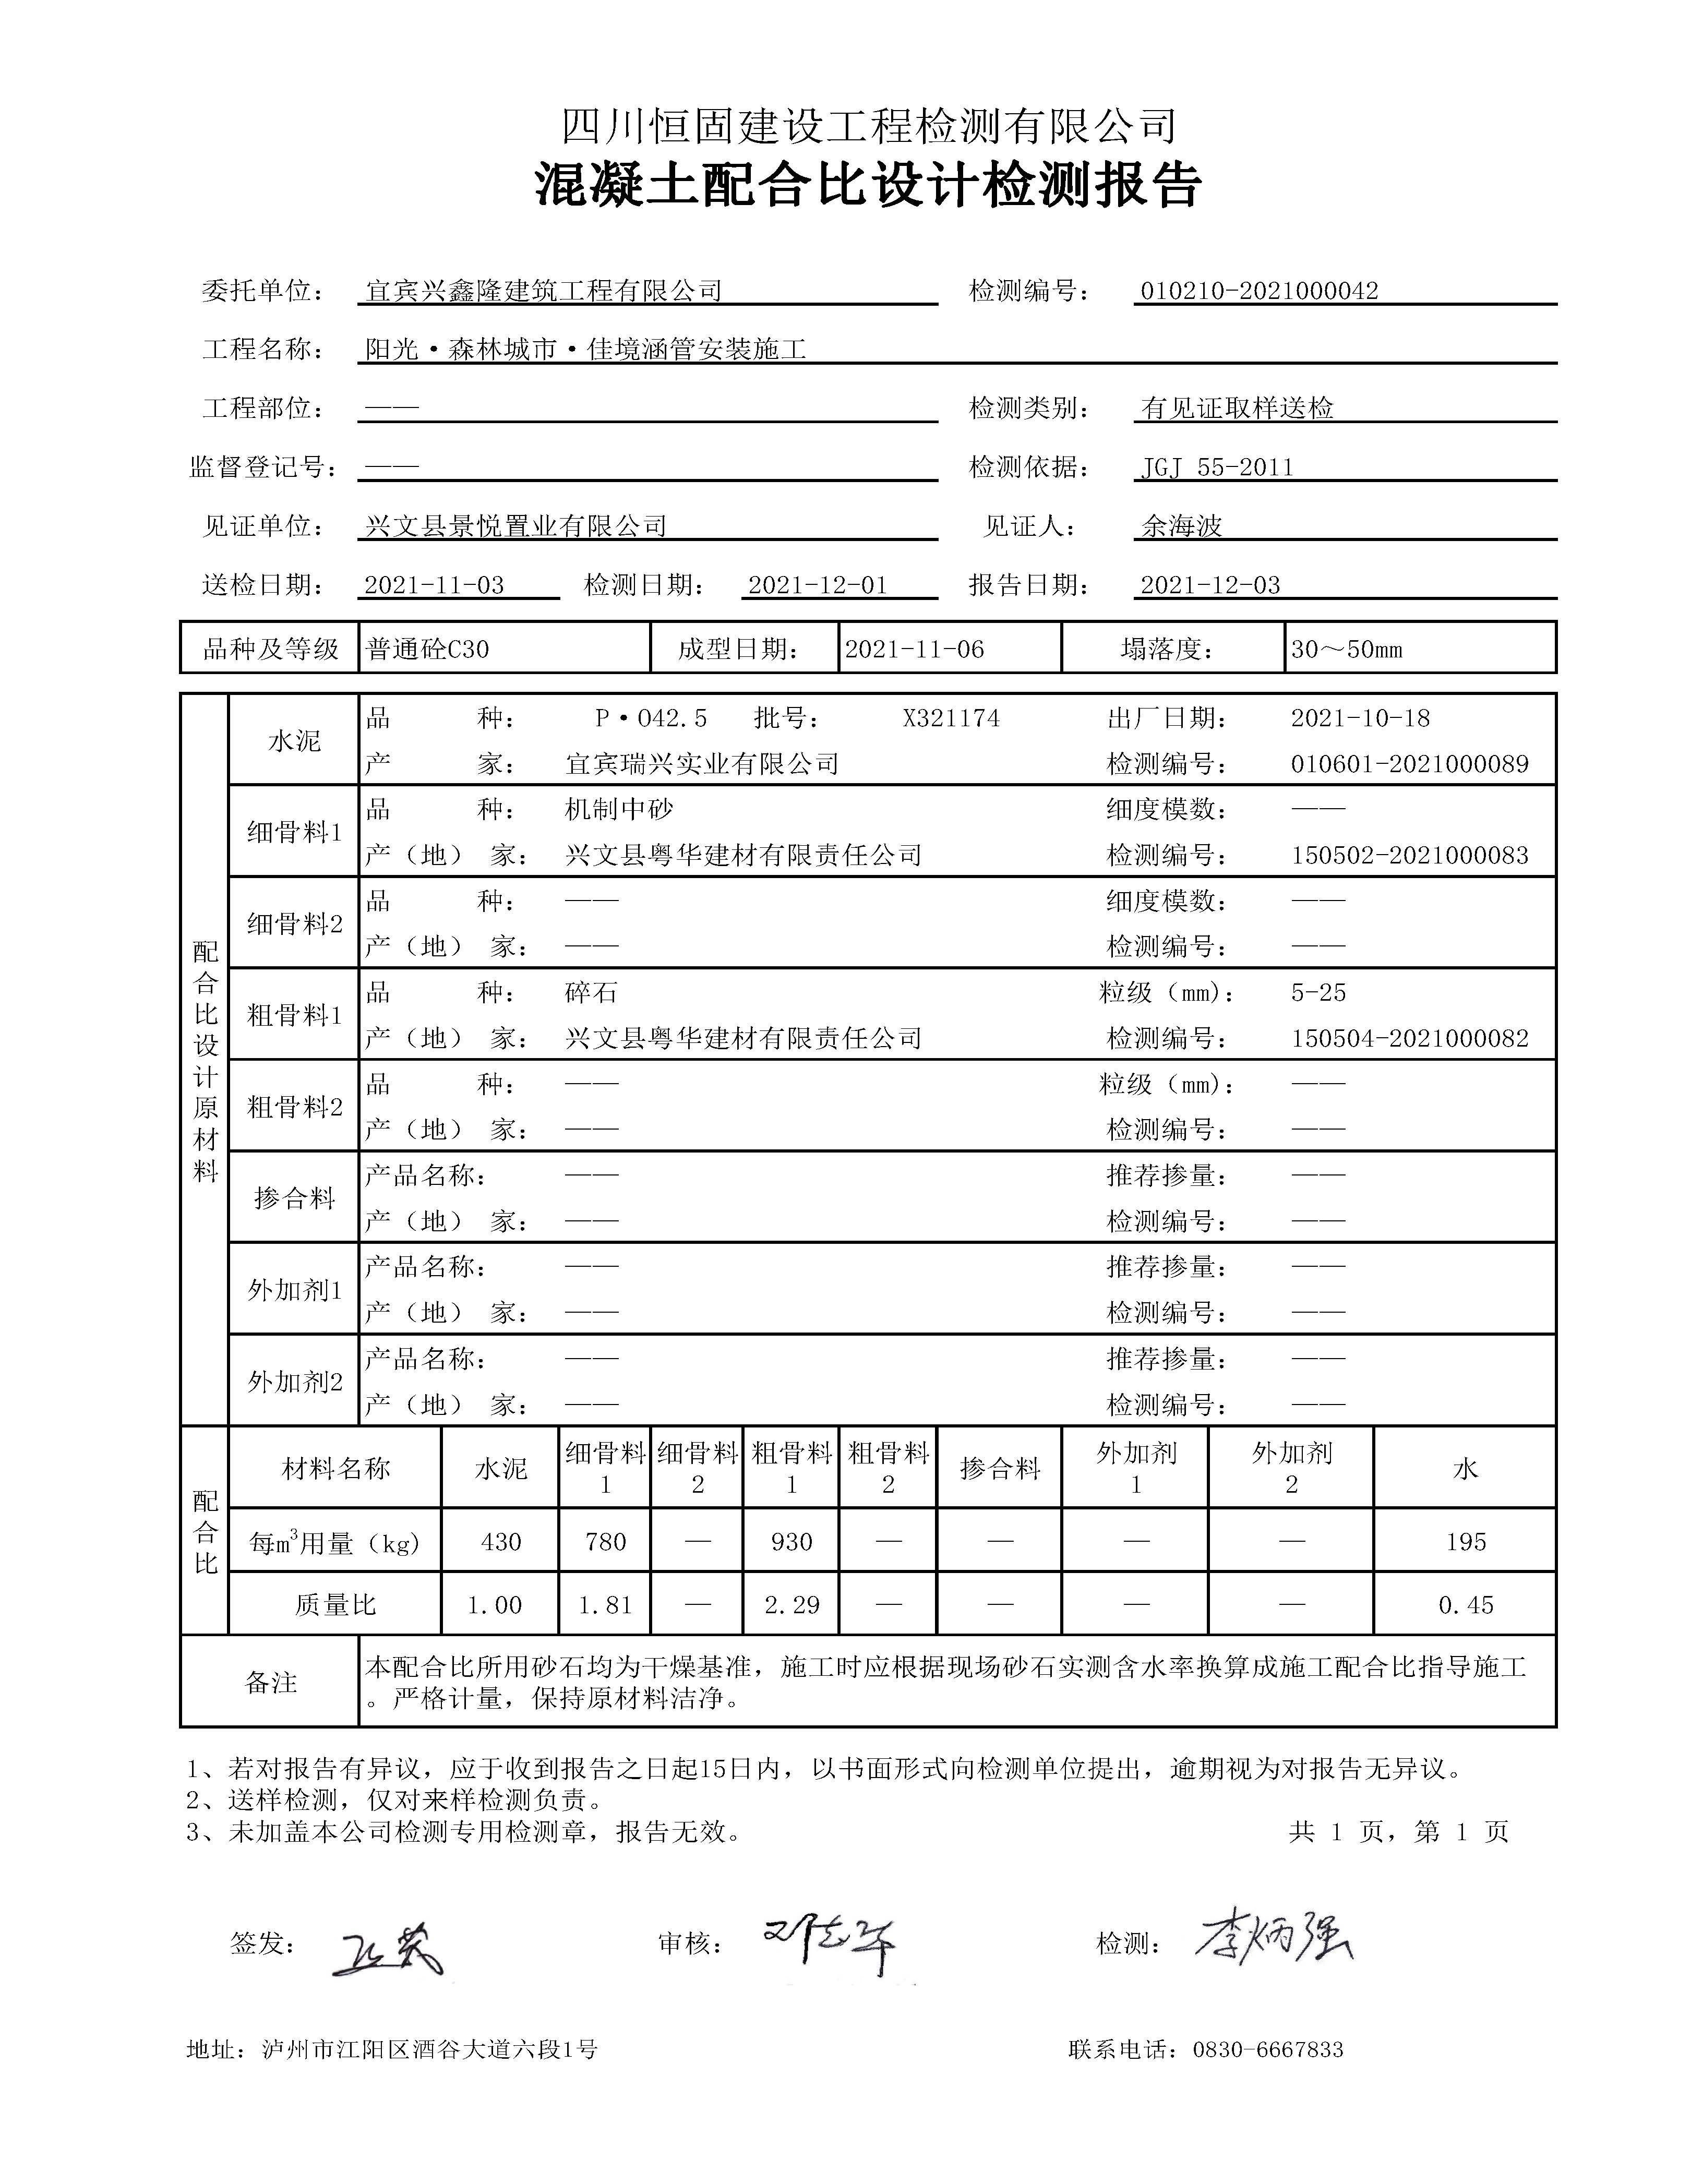 四川恒固建设工程检测有限公司
混凝土配合比设计检测报告
委托单位： 宜宾兴鑫隆建筑工程有限公司 检测编号： 010210-2021000042
工程名称： 阳光·森林城市·佳境涵管安装施工
工程部位： —— 检测类别： 有见证取样送检
监督登记号： —— 检测依据： JGJ 55-2011
见证单位： 兴文县景悦置业有限公司 见证人： 余海波
送检日期： 2021-11-03 检测日期： 2021-12-01 报告日期： 2021-12-03
品种及等级 普通砼C30 成型日期： 2021-11-06 塌落度： 30～50mm
配合比设计原材料
水泥
品 种： P·O42.5 批号： X321174 出厂日期： 2021-10-18
产 家： 宜宾瑞兴实业有限公司 检测编号： 010601-2021000089
细骨料1
品 种： 机制中砂 细度模数： ——
产（地） 家： 兴文县粤华建材有限责任公司 检测编号： 150502-2021000083
细骨料2
品 种： —— 细度模数： ——
产（地） 家： —— 检测编号： ——
粗骨料1
品 种： 碎石 粒级（mm）： 5-25
产（地） 家： 兴文县粤华建材有限责任公司 检测编号： 150504-2021000082
粗骨料2
品 种： —— 粒级（mm）： ——
产（地） 家： —— 检测编号： ——
掺合料
产品名称： —— 推荐掺量： ——
产（地） 家： —— 检测编号： ——
外加剂1
产品名称： —— 推荐掺量： ——
产（地） 家： —— 检测编号： ——
外加剂2
产品名称： —— 推荐掺量： ——
产（地） 家： —— 检测编号： ——
配合比
材料名称 水泥 细骨料1 细骨料2 粗骨料1 粗骨料2 掺合料 外加剂1 外加剂2 水
每m³用量（kg） 430 780 — 930 — — — — 195
质量比 1.00 1.81 — 2.29 — — — — 0.45
备注
本配合比所用砂石均为干燥基准，施工时应根据现场砂石实测含水率换算成施工配合比指导施工
。严格计量，保持原材料洁净。
1、若对报告有异议，应于收到报告之日起15日内，以书面形式向检测单位提出，逾期视为对报告无异议。
2、送样检测，仅对来样检测负责。
3、未加盖本公司检测专用检测章，报告无效。 共 1 页，第 1 页
签发： 审核： 检测： 李炳强
地址：泸州市江阳区酒谷大道六段1号 联系电话：0830-6667833